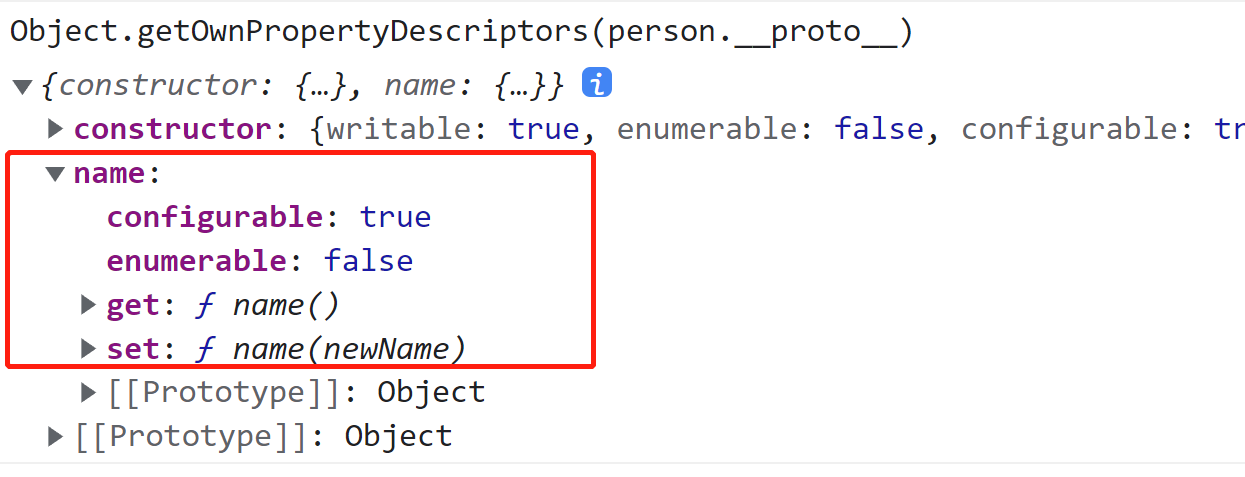 Object.getOwnPropertyDescriptors(person.__proto__)
▼ {constructor: {…}, name: {…}} i
▶ constructor: {writable: true, enumerable: false, configurable: tr
▼ name:
configurable: true
enumerable: false
▶ get: ƒ name()
▶ set: ƒ name(newName)
▶ [[Prototype]]: Object
▶ [[Prototype]]: Object